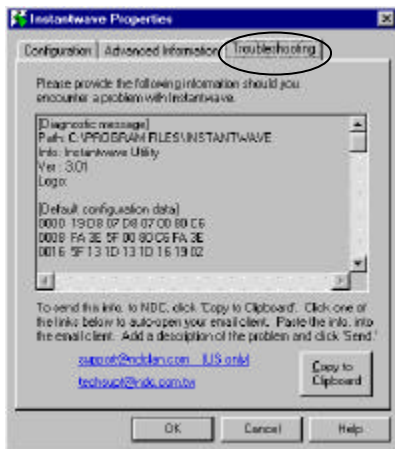 Instantwave Properties
Configuration
Advanced Information
Troubleshooting
Please provide the following information should you
encounter a problem with Instantwave.
[Diagnostic message]
Path: C:\PROGRAM FILES\INSTANTWAVE
Info: Instantwave Utility
Ver : 3.01
Logo:
[Default configuration data]
0000 19 D8 07 D8 07 00 80 C6
0008 FA 3E 5F 00 80 C6 FA 3E
0016 5F 13 1D 13 1D 16 19 02
To send this info. to NDC, click 'Copy to Clipboard'. Click one of
the links below to auto-open your email client. Paste the info. into
the email client. Add a description of the problem and click 'Send.'
support@ndclan.com (US only)
techsupt@ndc.com.tw
Copy to
Clipboard
OK
Cancel
Help